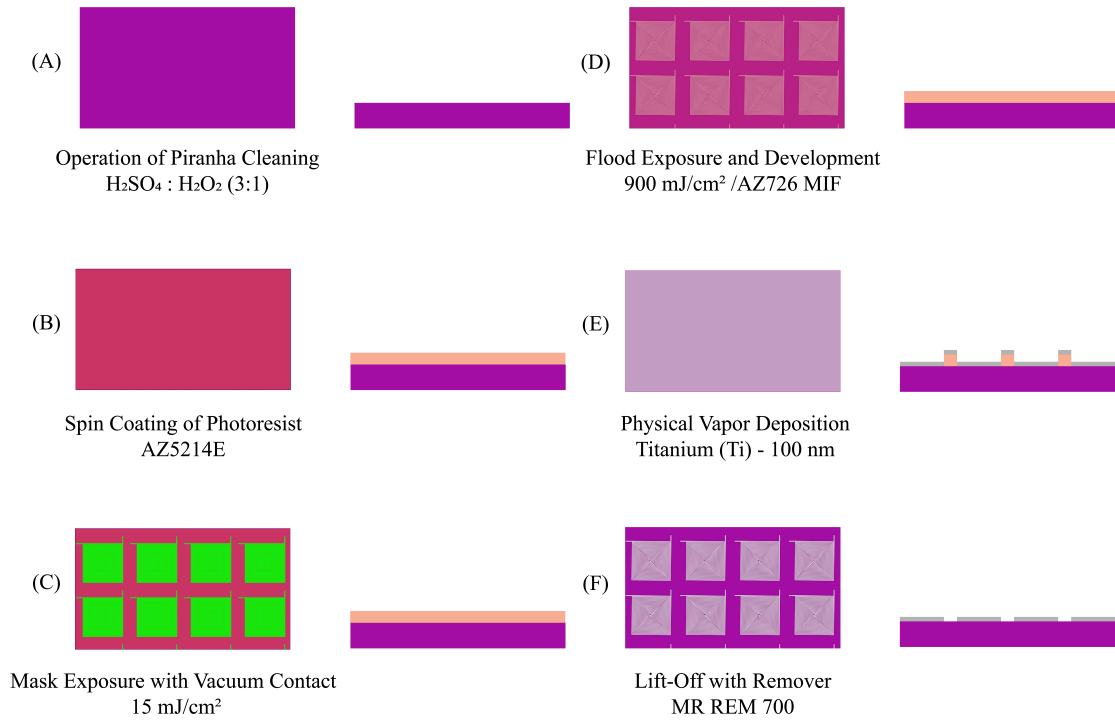 (A)
Operation of Piranha Cleaning
H₂SO₄ : H₂O₂ (3:1)
(B)
Spin Coating of Photoresist
AZ5214E
(C)
Mask Exposure with Vacuum Contact
15 mJ/cm²
(D)
Flood Exposure and Development
900 mJ/cm² /AZ726 MIF
(E)
Physical Vapor Deposition
Titanium (Ti) - 100 nm
(F)
Lift-Off with Remover
MR REM 700